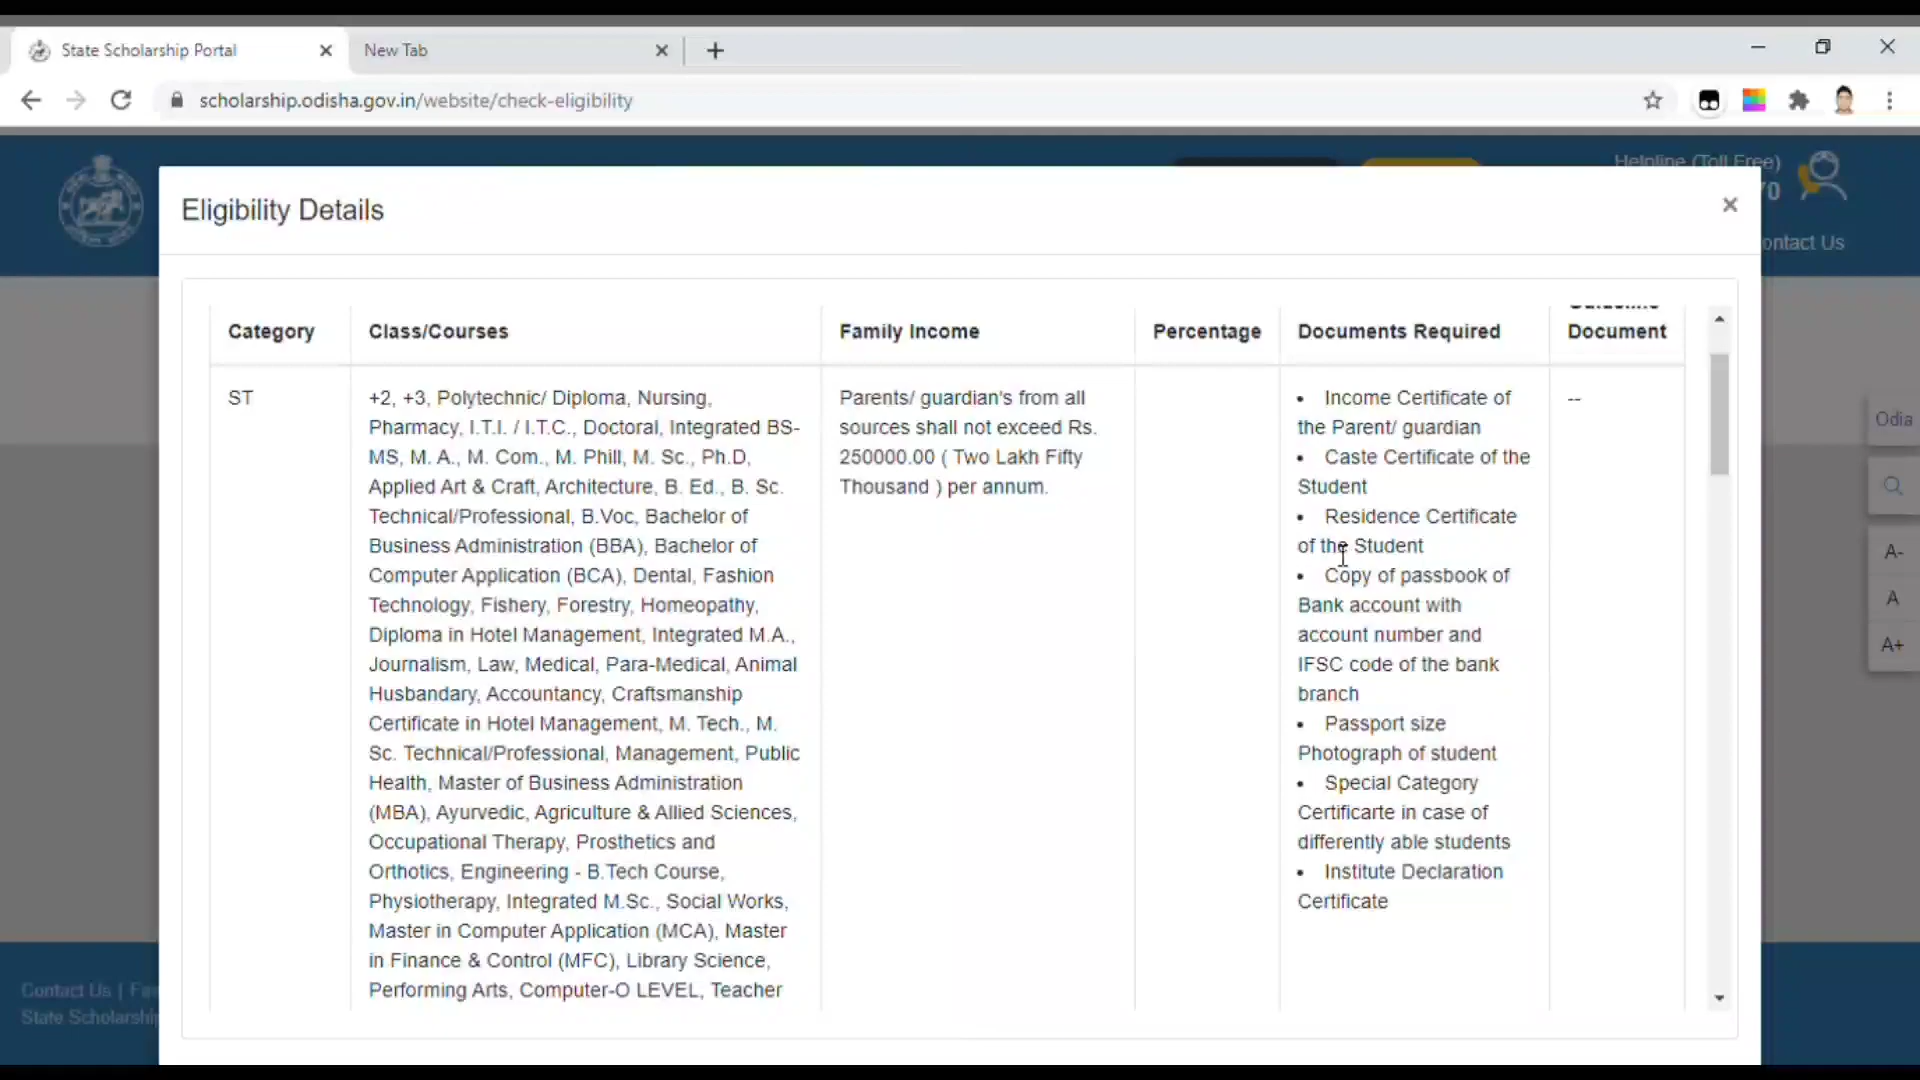 State Scholarship Portal
New Tab
scholarship.odisha.gov.in/website/check-eligibility
Helpline (Toll Free)
70
ontact Us
Eligibility Details
Category
Class/Courses
Family Income
Percentage
Documents Required
Guideline
Document
ST
+2, +3, Polytechnic/ Diploma, Nursing,
Pharmacy, I.T.I. / I.T.C., Doctoral, Integrated BS-
MS, M. A., M. Com., M. Phill, M. Sc., Ph.D,
Applied Art & Craft, Architecture, B. Ed., B. Sc.
Technical/Professional, B.Voc, Bachelor of
Business Administration (BBA), Bachelor of
Computer Application (BCA), Dental, Fashion
Technology, Fishery, Forestry, Homeopathy,
Diploma in Hotel Management, Integrated M.A.,
Journalism, Law, Medical, Para-Medical, Animal
Husbandary, Accountancy, Craftsmanship
Certificate in Hotel Management, M. Tech., M.
Sc. Technical/Professional, Management, Public
Health, Master of Business Administration
(MBA), Ayurvedic, Agriculture & Allied Sciences,
Occupational Therapy, Prosthetics and
Orthotics, Engineering - B.Tech Course,
Physiotherapy, Integrated M.Sc., Social Works,
Master in Computer Application (MCA), Master
in Finance & Control (MFC), Library Science,
Performing Arts, Computer-O LEVEL, Teacher
Parents/ guardian's from all
sources shall not exceed Rs.
250000.00 ( Two Lakh Fifty
Thousand ) per annum.
• Income Certificate of
the Parent/ guardian
• Caste Certificate of the
Student
• Residence Certificate
of the Student
• Copy of passbook of
Bank account with
account number and
IFSC code of the bank
branch
• Passport size
Photograph of student
• Special Category
Certificarte in case of
differently able students
• Institute Declaration
Certificate
--
Odia
A-
A
A+
Contact Us |
State Scholarship